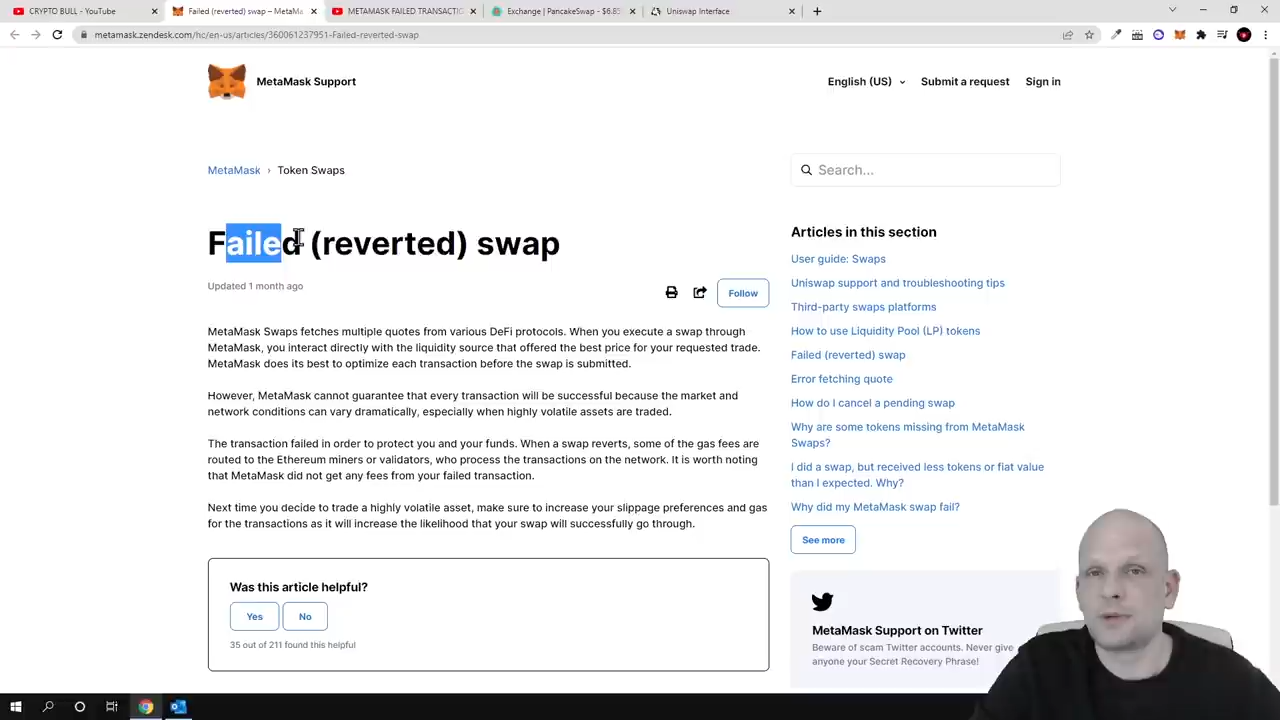 CRYPTO BULL - YouTube
Failed (reverted) swap – MetaMa
METAMASK FAILED TRANSACTIO
Exchange | PancakeSwap - $6.85
Uniswap Interface
metamask.zendesk.com/hc/en-us/articles/360061237951-Failed-reverted-swap
MetaMask Support
English (US)
Submit a request
Sign in
MetaMask › Token Swaps
Search...
Failed (reverted) swap
Updated 1 month ago
Follow
MetaMask Swaps fetches multiple quotes from various DeFi protocols. When you execute a swap through
MetaMask, you interact directly with the liquidity source that offered the best price for your requested trade.
MetaMask does its best to optimize each transaction before the swap is submitted.
However, MetaMask cannot guarantee that every transaction will be successful because the market and
network conditions can vary dramatically, especially when highly volatile assets are traded.
The transaction failed in order to protect you and your funds. When a swap reverts, some of the gas fees are
routed to the Ethereum miners or validators, who process the transactions on the network. It is worth noting
that MetaMask did not get any fees from your failed transaction.
Next time you decide to trade a highly volatile asset, make sure to increase your slippage preferences and gas
for the transactions as it will increase the likelihood that your swap will successfully go through.
Was this article helpful?
Yes
No
35 out of 211 found this helpful
Articles in this section
User guide: Swaps
Uniswap support and troubleshooting tips
Third-party swaps platforms
How to use Liquidity Pool (LP) tokens
Failed (reverted) swap
Error fetching quote
How do I cancel a pending swap
Why are some tokens missing from MetaMask
Swaps?
I did a swap, but received less tokens or fiat value
than I expected. Why?
Why did my MetaMask swap fail?
See more
MetaMask Support on Twitter
Beware of scam Twitter accounts. Never give
anyone your Secret Recovery Phrase!